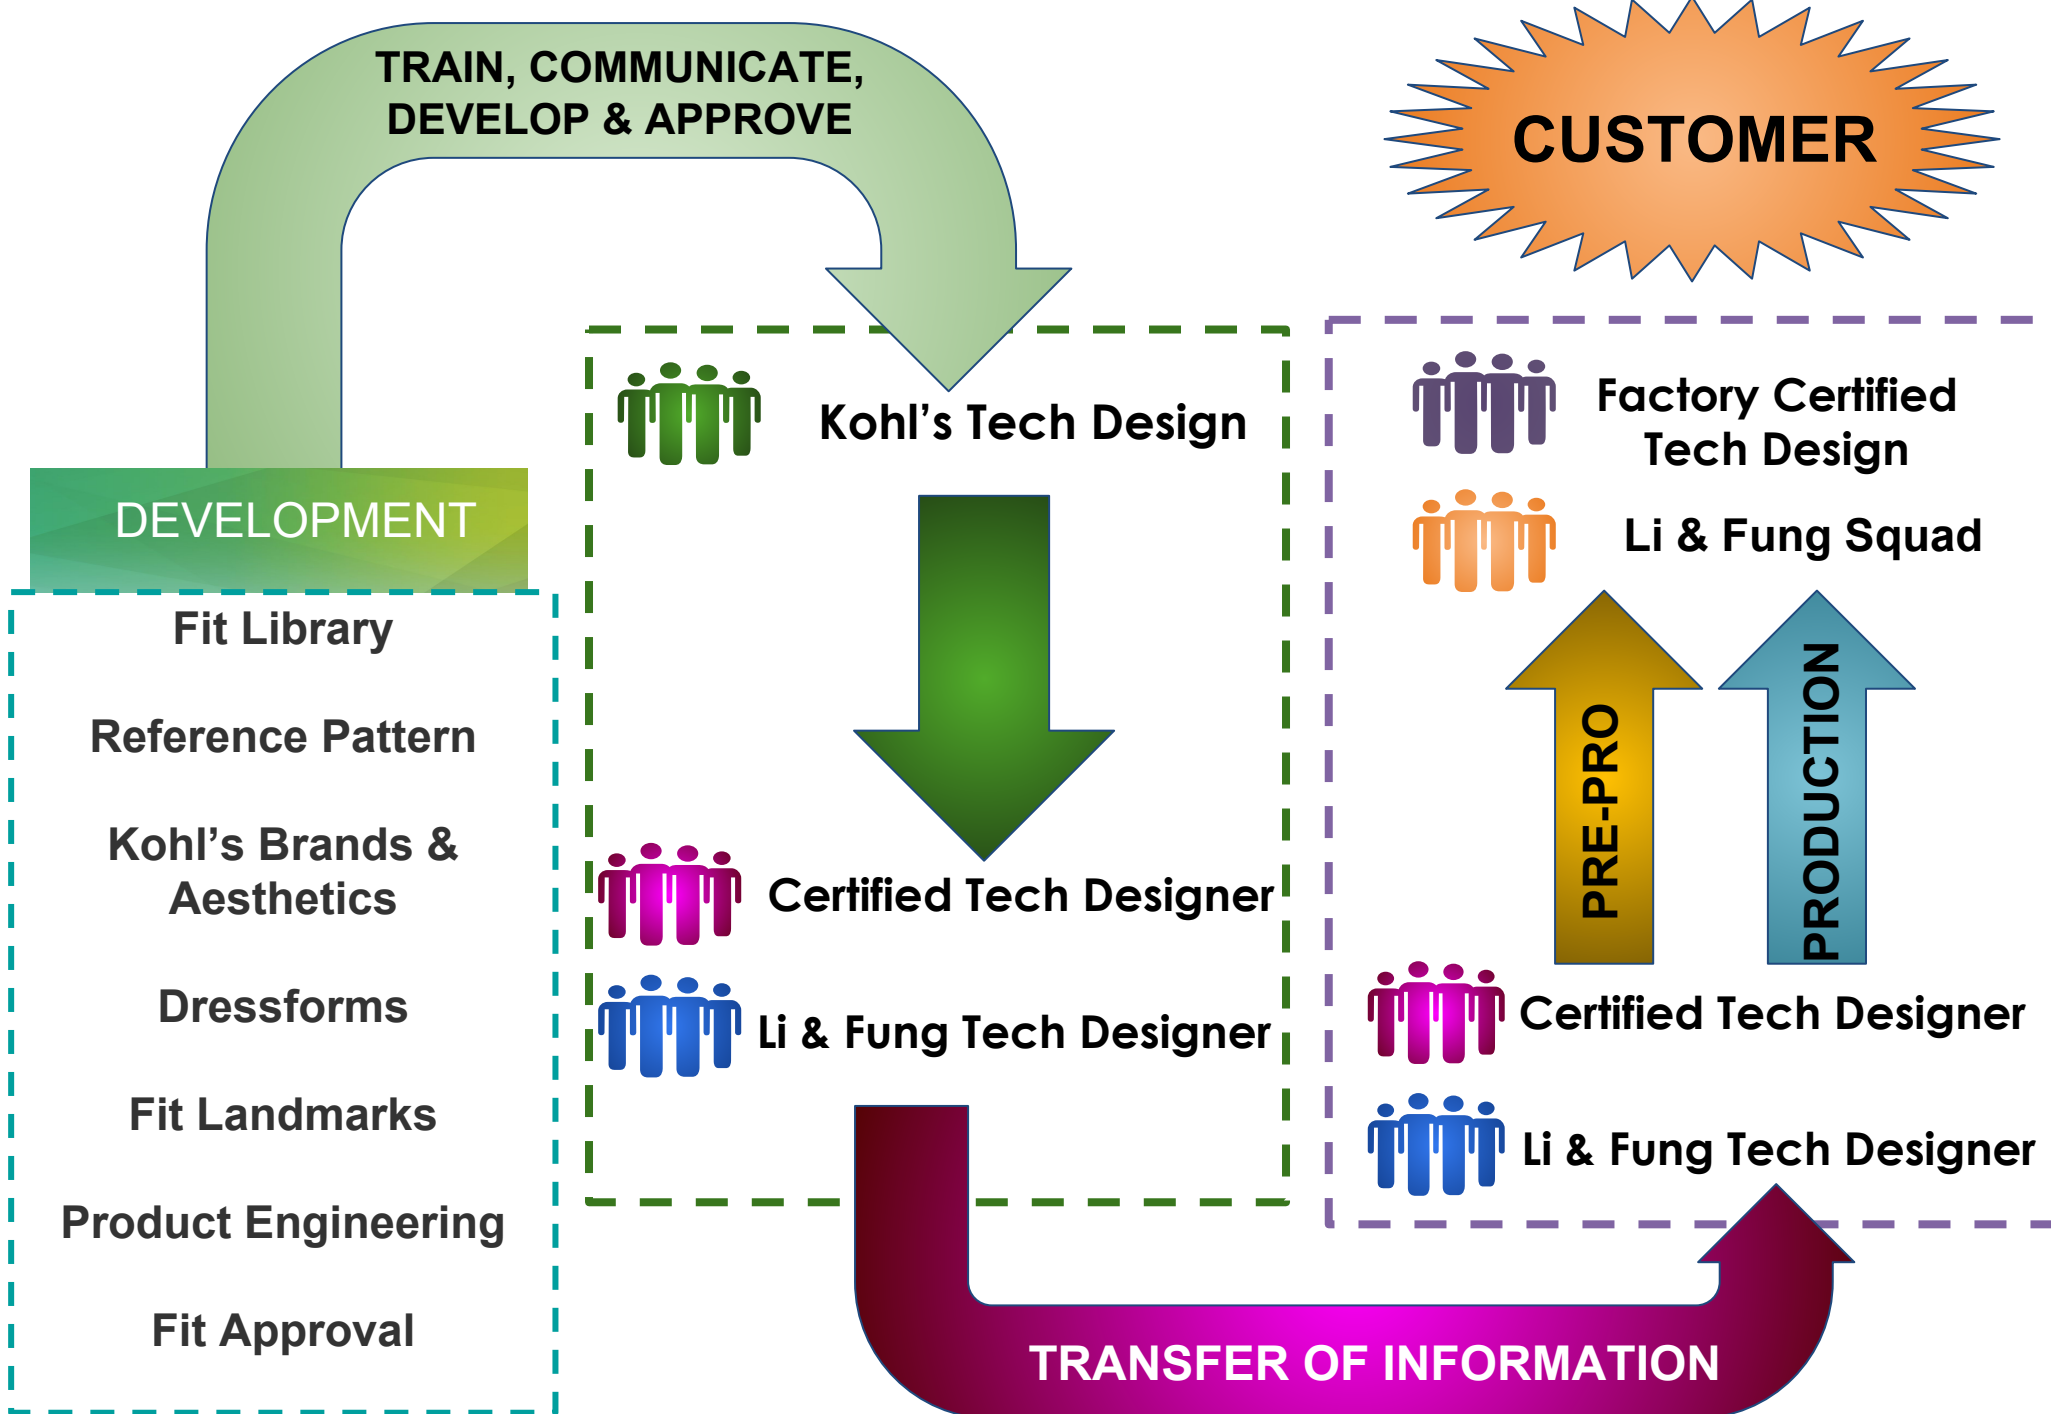 TRAIN, COMMUNICATE,
DEVELOP & APPROVE
CUSTOMER
DEVELOPMENT
Fit Library
Reference Pattern
Kohl’s Brands &
Aesthetics
Dressforms
Fit Landmarks
Product Engineering
Fit Approval
Kohl’s Tech Design
Certified Tech Designer
Li & Fung Tech Designer
Factory Certified
Tech Design
Li & Fung Squad
PRE-PRO
PRODUCTION
Certified Tech Designer
Li & Fung Tech Designer
TRANSFER OF INFORMATION